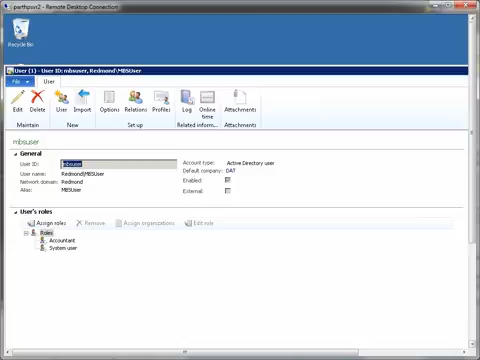 parthpsvr2 - Remote Desktop Connection
Recycle Bin
User (1) - User ID: mbsuser, Redmond\MBSUser
File User
Edit Delete User Import Options Relations Profiles Log Online time Attachments
Maintain New Set up Related inform... Attachments
mbsuser
General
User ID: mbsuser
User name: Redmond\MBSUser
Network domain: Redmond
Alias: MBSUser
Account type: Active Directory user
Default company: DAT
Enabled:
External:
User's roles
Assign roles Remove Assign organizations Edit role
Roles
Accountant
System user